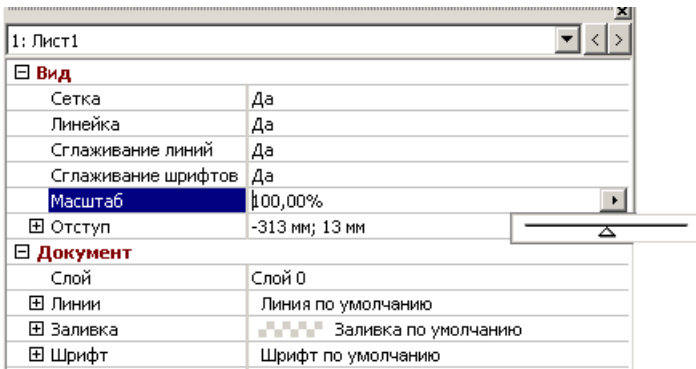 1: Лист1
Вид
Сетка Да
Линейка Да
Сглаживание линий Да
Сглаживание шрифтов Да
Масштаб 100,00%
Отступ -313 мм; 13 мм
Документ
Слой Слой 0
Линии Линия по умолчанию
Заливка Заливка по умолчанию
Шрифт Шрифт по умолчанию